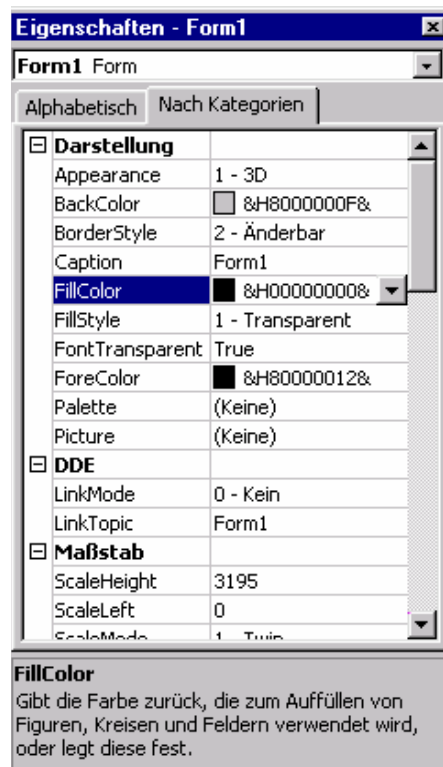 Eigenschaften - Form1
Form1 Form
Alphabetisch Nach Kategorien
Darstellung
Appearance 1 - 3D
BackColor &H8000000F&
BorderStyle 2 - Änderbar
Caption Form1
FillColor &H00000000&
FillStyle 1 - Transparent
FontTransparent True
ForeColor &H80000012&
Palette (Keine)
Picture (Keine)
DDE
LinkMode 0 - Kein
LinkTopic Form1
Maßstab
ScaleHeight 3195
ScaleLeft 0
ScaleMode 1 - Twip
FillColor
Gibt die Farbe zurück, die zum Auffüllen von
Figuren, Kreisen und Feldern verwendet wird,
oder legt diese fest.